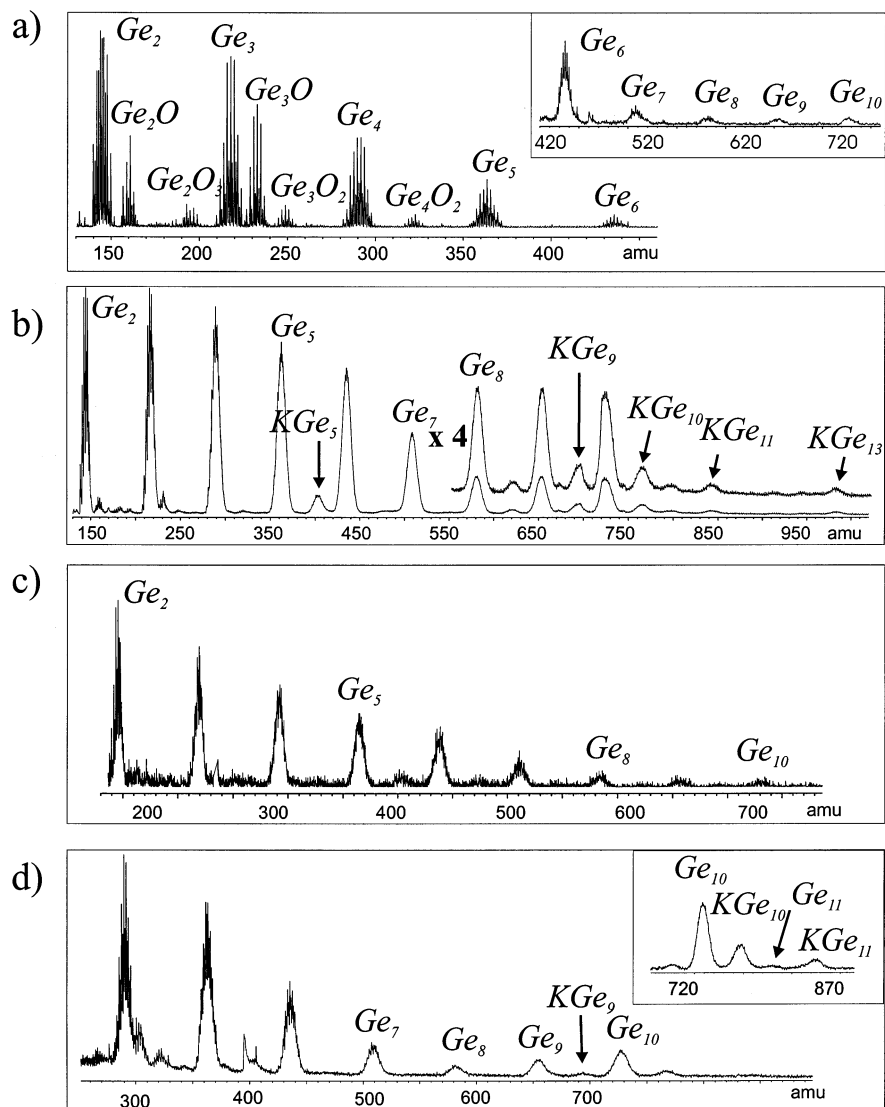 a)
Ge₂
Ge₂O
Ge₂O₃
Ge₃
Ge₃O
Ge₃O₂
Ge₄
Ge₄O₂
Ge₅
Ge₆
150 200 250 300 350 400 amu
Ge₆
Ge₇
Ge₈
Ge₉
Ge₁₀
420 520 620 720
b)
Ge₂
Ge₅
KGe₅
Ge₇
x 4
Ge₈
KGe₉
KGe₁₀
KGe₁₁
KGe₁₃
150 250 350 450 550 650 750 850 950 amu
c)
Ge₂
Ge₅
Ge₈
Ge₁₀
200 300 400 500 600 700 amu
d)
Ge₇
Ge₈
Ge₉
KGe₉
Ge₁₀
300 400 500 600 700 amu
Ge₁₀
KGe₁₀
Ge₁₁
KGe₁₁
720 870